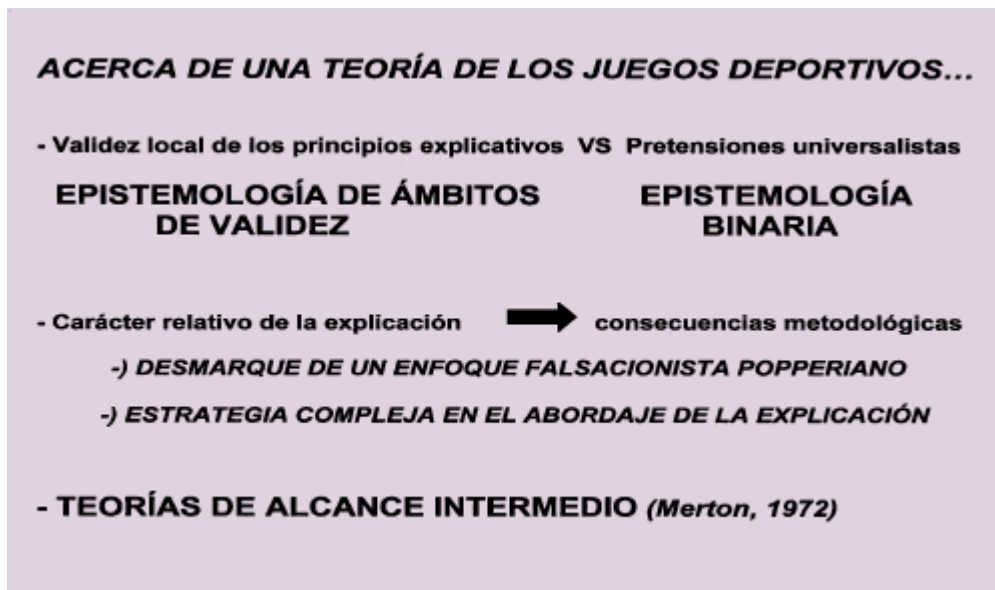 ACERCA DE UNA TEORÍA DE LOS JUEGOS DEPORTIVOS...
- Validez local de los principios explicativos VS Pretensiones universalistas
EPISTEMOLOGÍA DE ÁMBITOS DE VALIDEZ
EPISTEMOLOGÍA BINARIA
- Carácter relativo de la explicación ➡ consecuencias metodológicas
-) DESMARQUE DE UN ENFOQUE FALSACIONISTA POPPERIANO
-) ESTRATEGIA COMPLEJA EN EL ABORDAJE DE LA EXPLICACIÓN
- TEORÍAS DE ALCANCE INTERMEDIO (Merton, 1972)